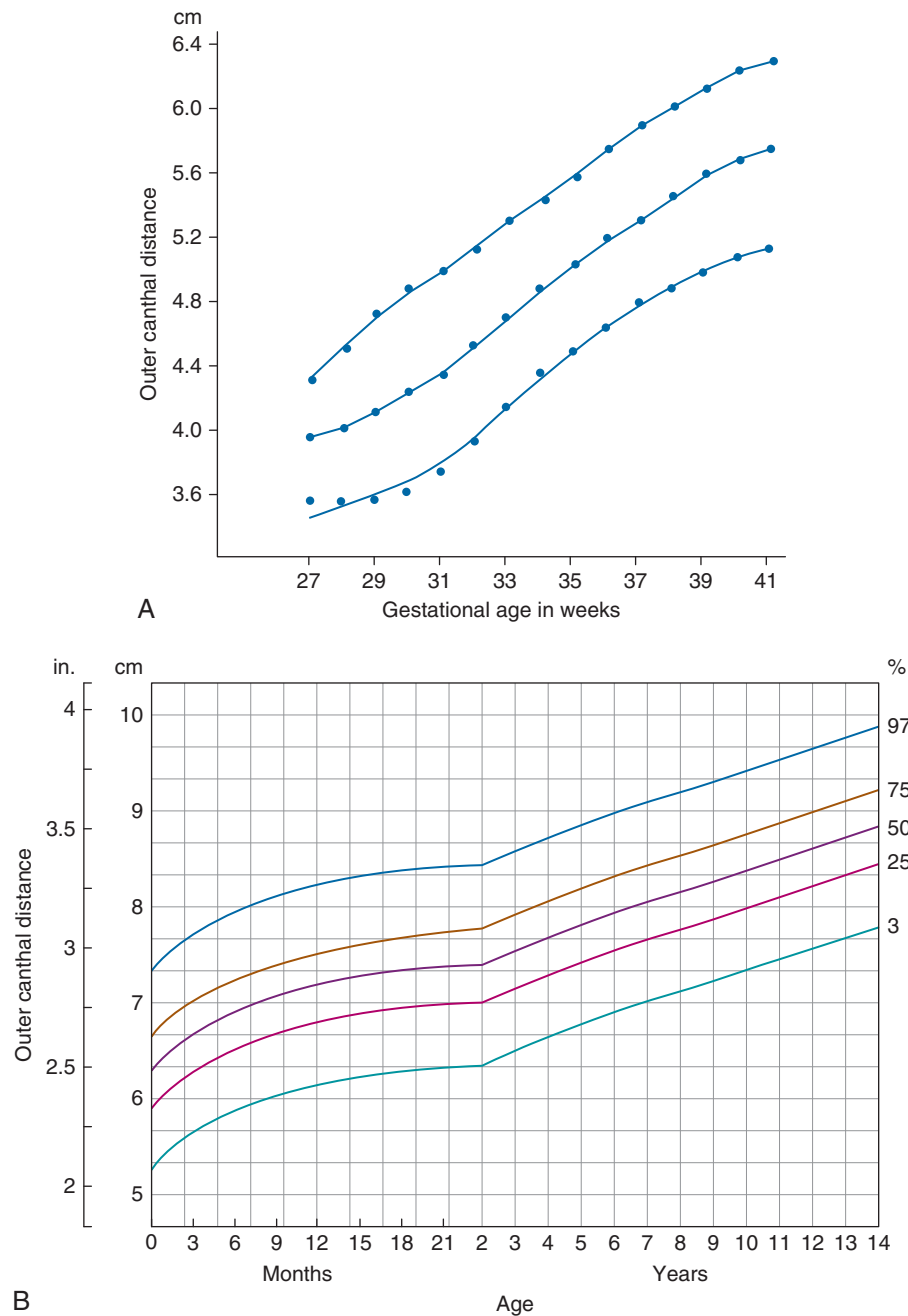 cm
6.4
6.0
5.6
5.2
4.8
4.4
4.0
3.6
Outer canthal distance
27 29 31 33 35 37 39 41
A Gestational age in weeks
in. cm %
4 10
97
9
75
3.5
50
25
8
3
3
7
2.5
6
2
5
Outer canthal distance
0 3 6 9 12 15 18 21 2 3 4 5 6 7 8 9 10 11 12 13 14
Months Years
B Age